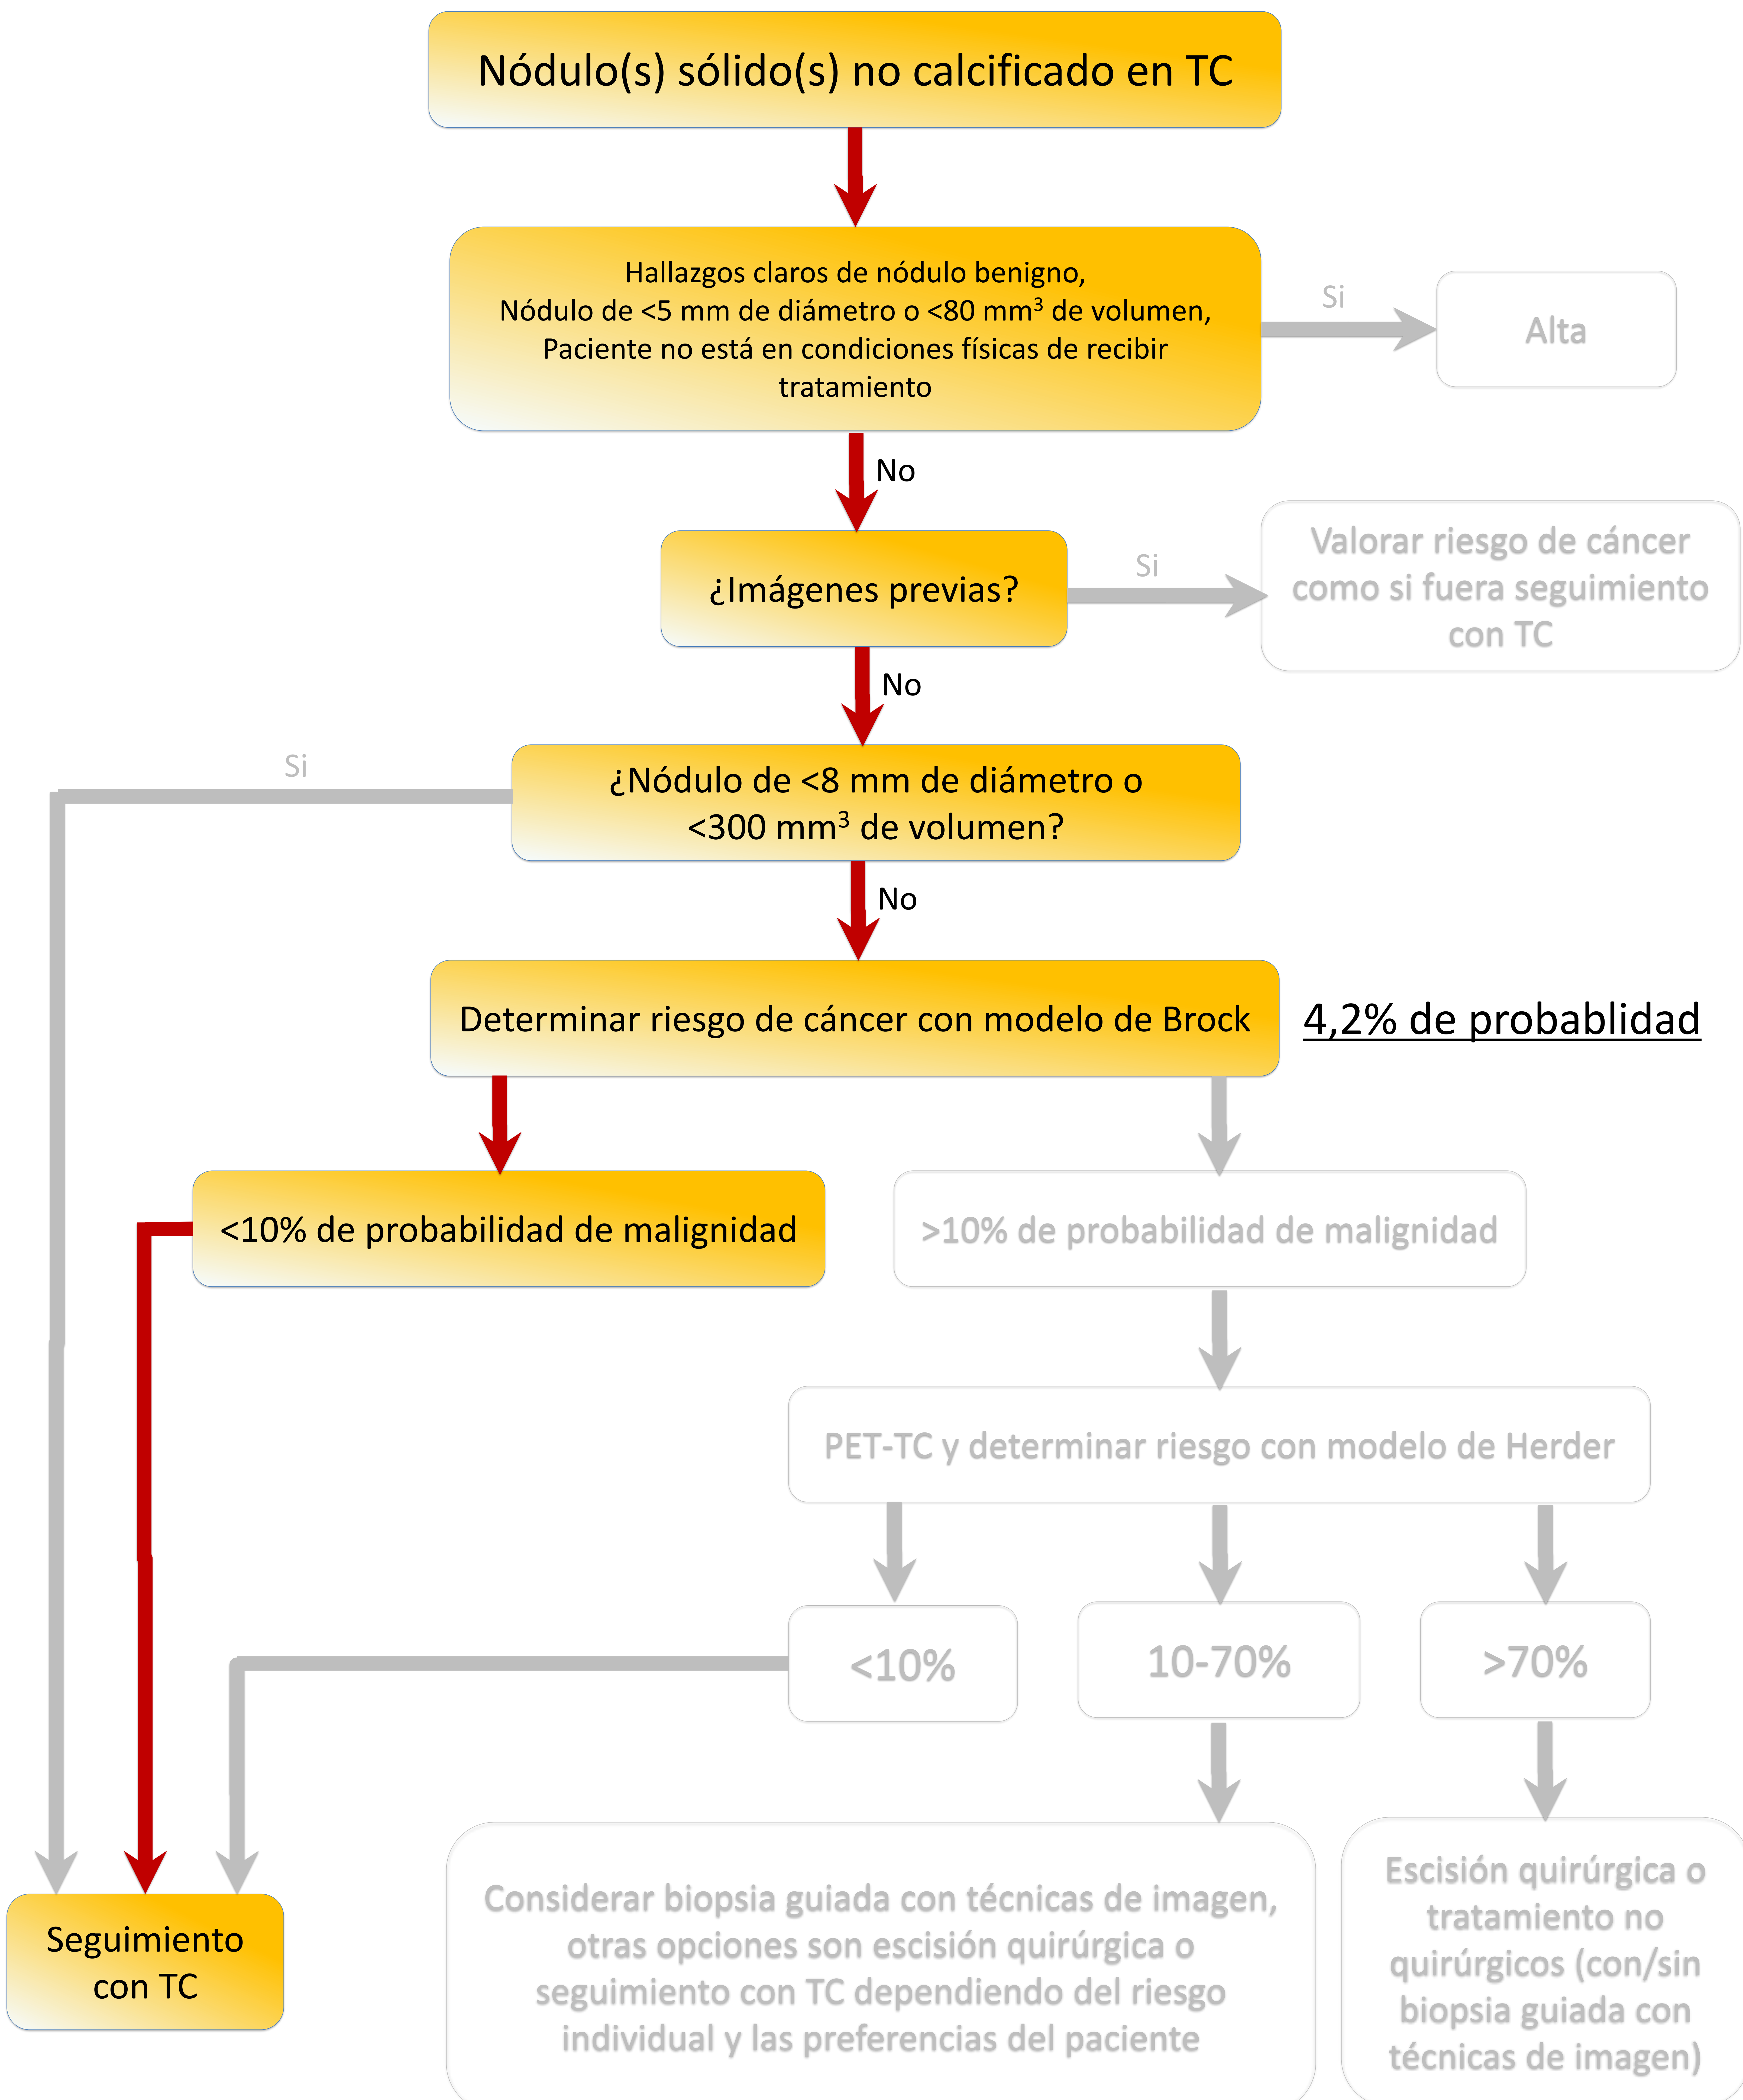 Nódulo(s) sólido(s) no calcificado en TC
Hallazgos claros de nódulo benigno,
Nódulo de <5 mm de diámetro o <80 mm³ de volumen,
Paciente no está en condiciones físicas de recibir
tratamiento
Si
Alta
No
¿Imágenes previas?
Si
Valorar riesgo de cáncer
como si fuera seguimiento
con TC
No
Si
¿Nódulo de <8 mm de diámetro o
<300 mm³ de volumen?
No
Determinar riesgo de cáncer con modelo de Brock
4,2% de probablidad
<10% de probabilidad de malignidad
>10% de probabilidad de malignidad
PET-TC y determinar riesgo con modelo de Herder
<10%
10-70%
>70%
Seguimiento
con TC
Considerar biopsia guiada con técnicas de imagen,
otras opciones son escisión quirúrgica o
seguimiento con TC dependiendo del riesgo
individual y las preferencias del paciente
Escisión quirúrgica o
tratamiento no
quirúrgicos (con/sin
biopsia guiada con
técnicas de imagen)